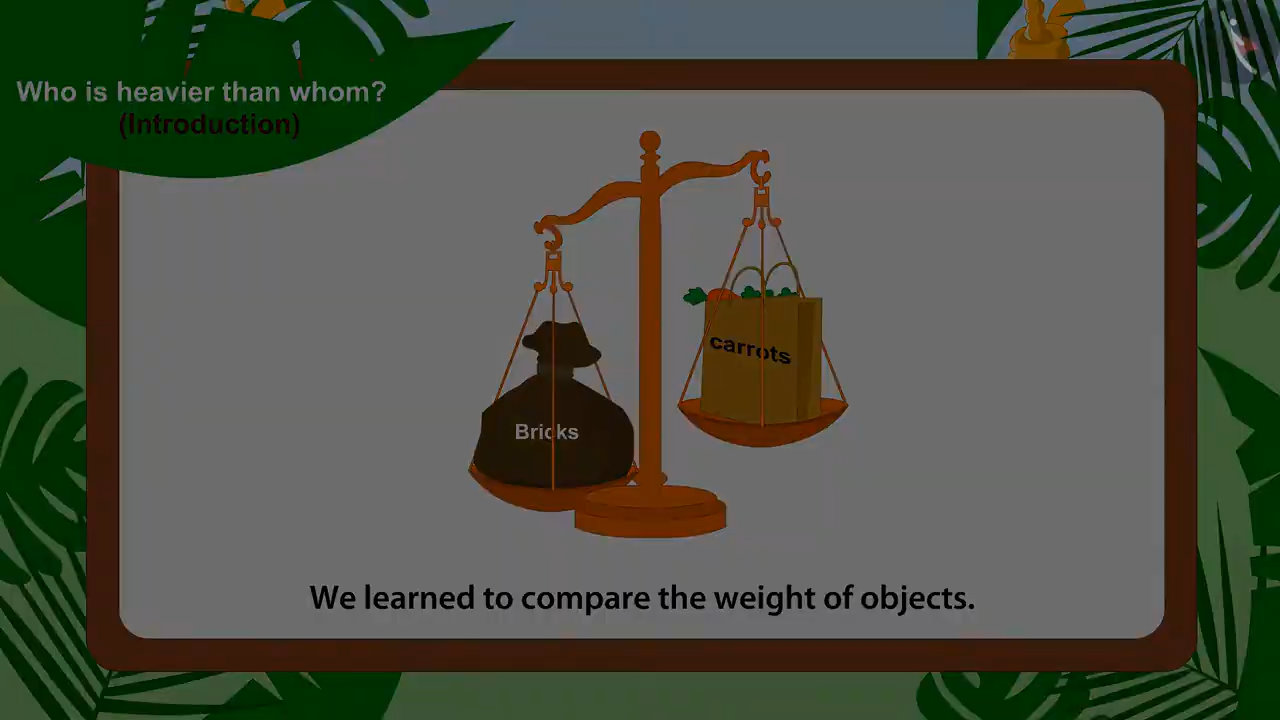 Who is heavier than whom?
(Introduction)
carrots
Bricks
We learned to compare the weight of objects.